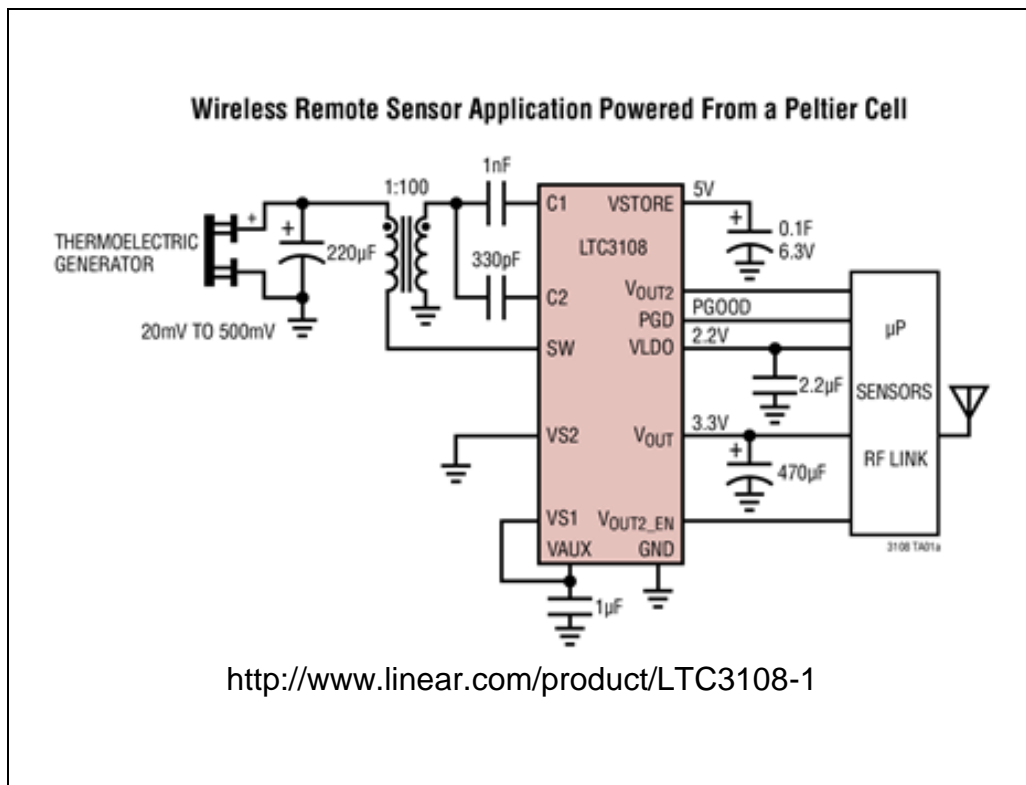 Wireless Remote Sensor Application Powered From a Peltier Cell
1nF
1:100
C1
VSTORE
5V
+
+
+
THERMOELECTRIC
GENERATOR
220µF
330pF
LTC3108
0.1F
6.3V
C2
VOUT2
PGOOD
PGD
µP
20mV TO 500mV
SW
VLDO
2.2V
2.2µF
SENSORS
VS2
VOUT
3.3V
+
RF LINK
470µF
VS1
VOUT2_EN
VAUX
GND
3108 TA01a
1µF
http://www.linear.com/product/LTC3108-1